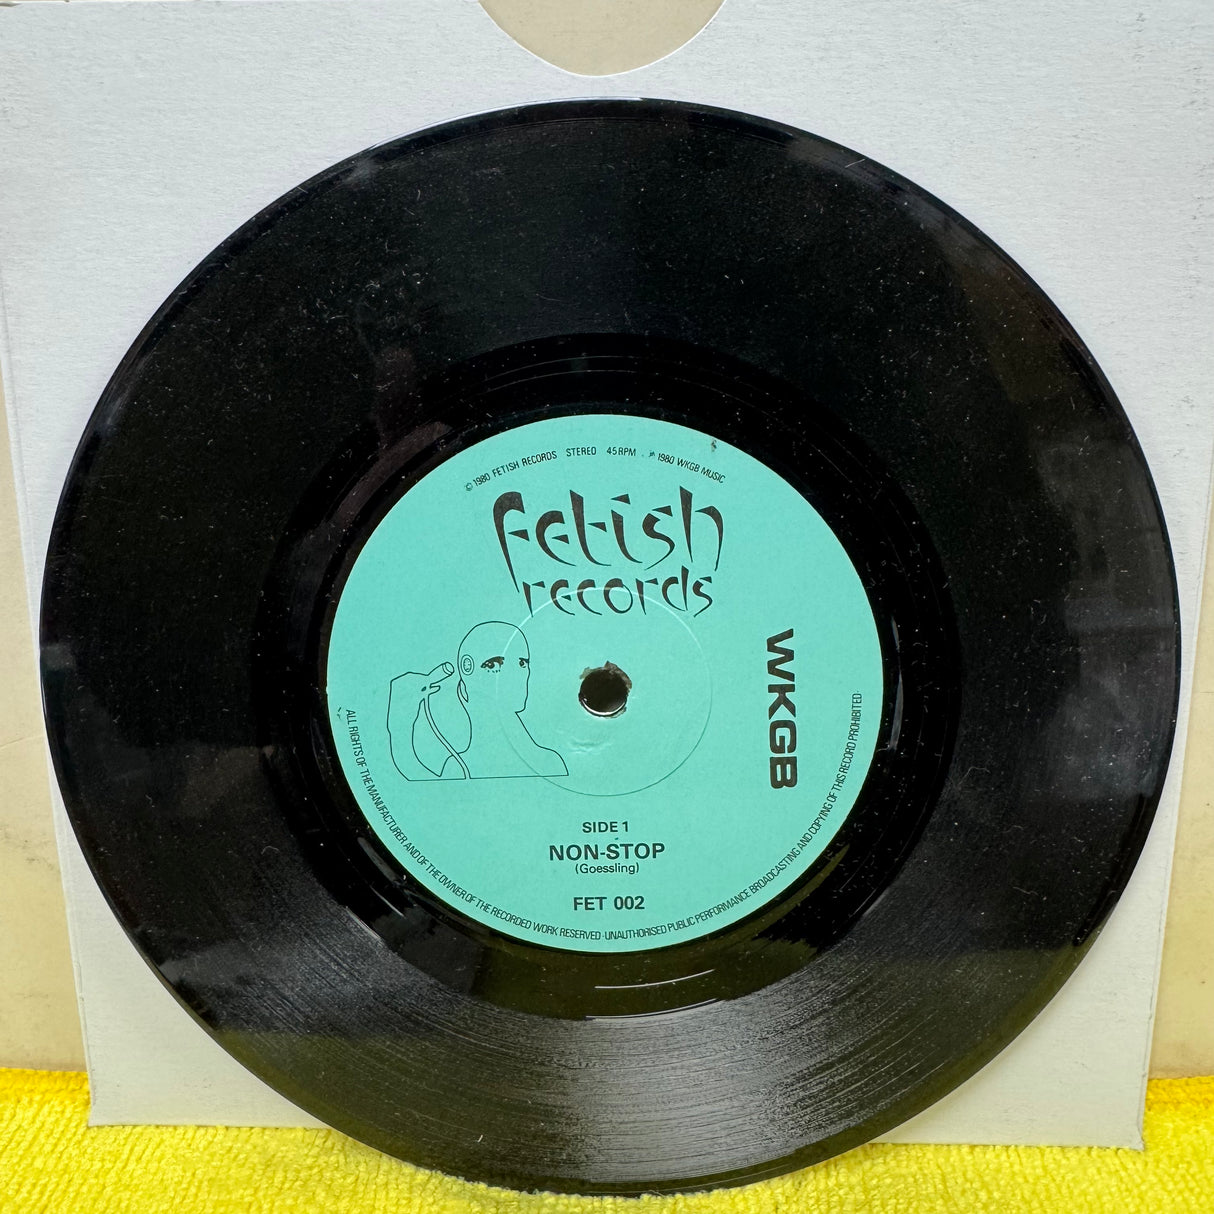 © 1980 FETISH RECORDS STEREO 45 RPM ℗ 1980 WKGB MUSIC
fetish
records
WKGB
SIDE 1
NON-STOP
(Goessling)
FET 002
ALL RIGHTS OF THE MANUFACTURER AND OF THE OWNER OF THE RECORDED WORK RESERVED · UNAUTHORISED PUBLIC PERFORMANCE BROADCASTING AND COPYING OF THIS RECORD PROHIBITED